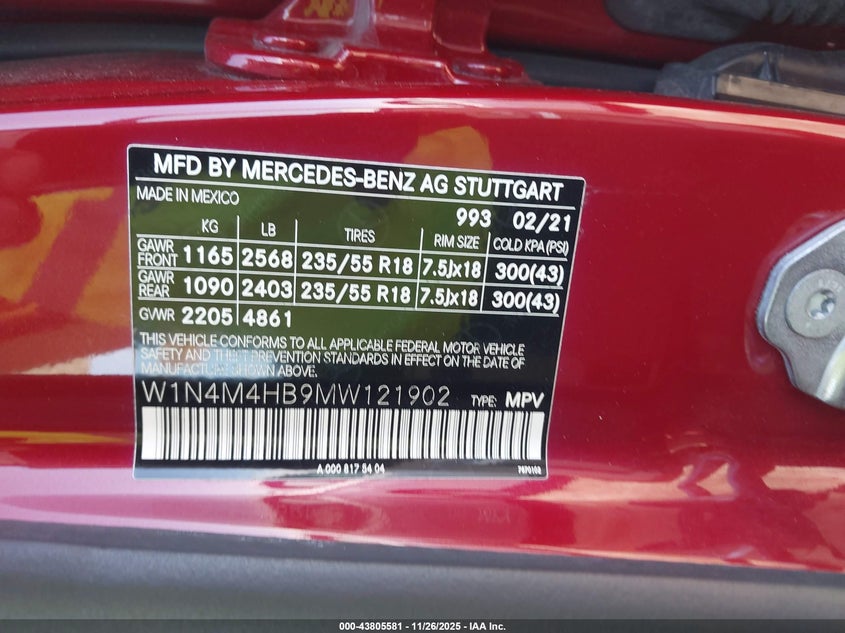 MFD BY MERCEDES-BENZ AG STUTTGART
MADE IN MEXICO 993 02/21
KG LB TIRES RIM SIZE COLD KPA (PSI)
GAWR FRONT 1165 2568 235/55 R18 7.5Jx18 300(43)
GAWR REAR 1090 2403 235/55 R18 7.5Jx18 300(43)
GVWR 2205 4861
THIS VEHICLE CONFORMS TO ALL APPLICABLE FEDERAL MOTOR VEHICLE
SAFETY AND THEFT PREVENTION STANDARDS IN EFFECT ON THE DATE OF
MANUFACTURE SHOWN ABOVE.
W1N4M4HB9MW121902 TYPE: MPV
A 000 817 54 04
000-43805581 | 11/26/2025 - IAA Inc.